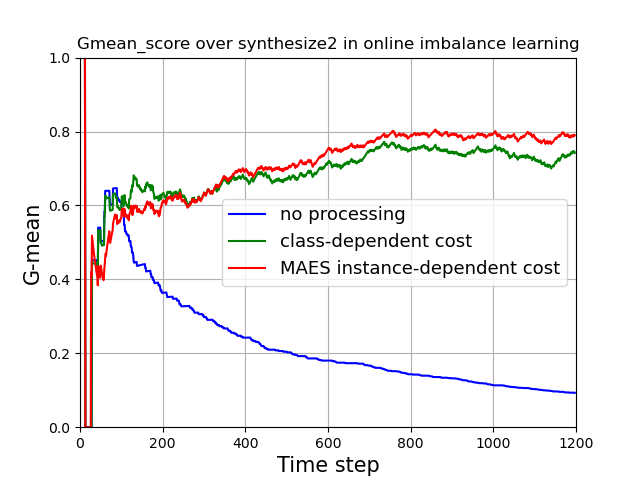 Gmean_score over synthesize2 in online imbalance learning
1.0
0.8
0.6
0.4
0.2
0.0
G-mean
no processing
class-dependent cost
MAES instance-dependent cost
0 200 400 600 800 1000 1200
Time step